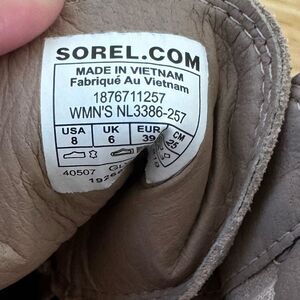 SOREL.COM
MADE IN VIETNAM
Fabriqué Au Vietnam
1876711257
WMN'S NL3386-257
USA UK EUR CM
8 6 39 25
40507